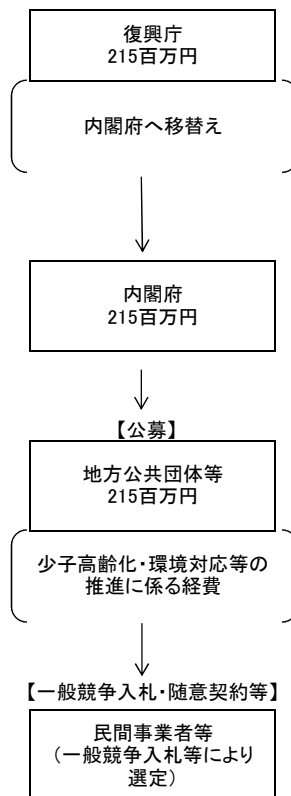 復興庁
215百万円
内閣府へ移替え
内閣府
215百万円
【公募】
地方公共団体等
215百万円
少子高齢化・環境対応等の
推進に係る経費
【一般競争入札・随意契約等】
民間事業者等
（一般競争入札等により
選定）